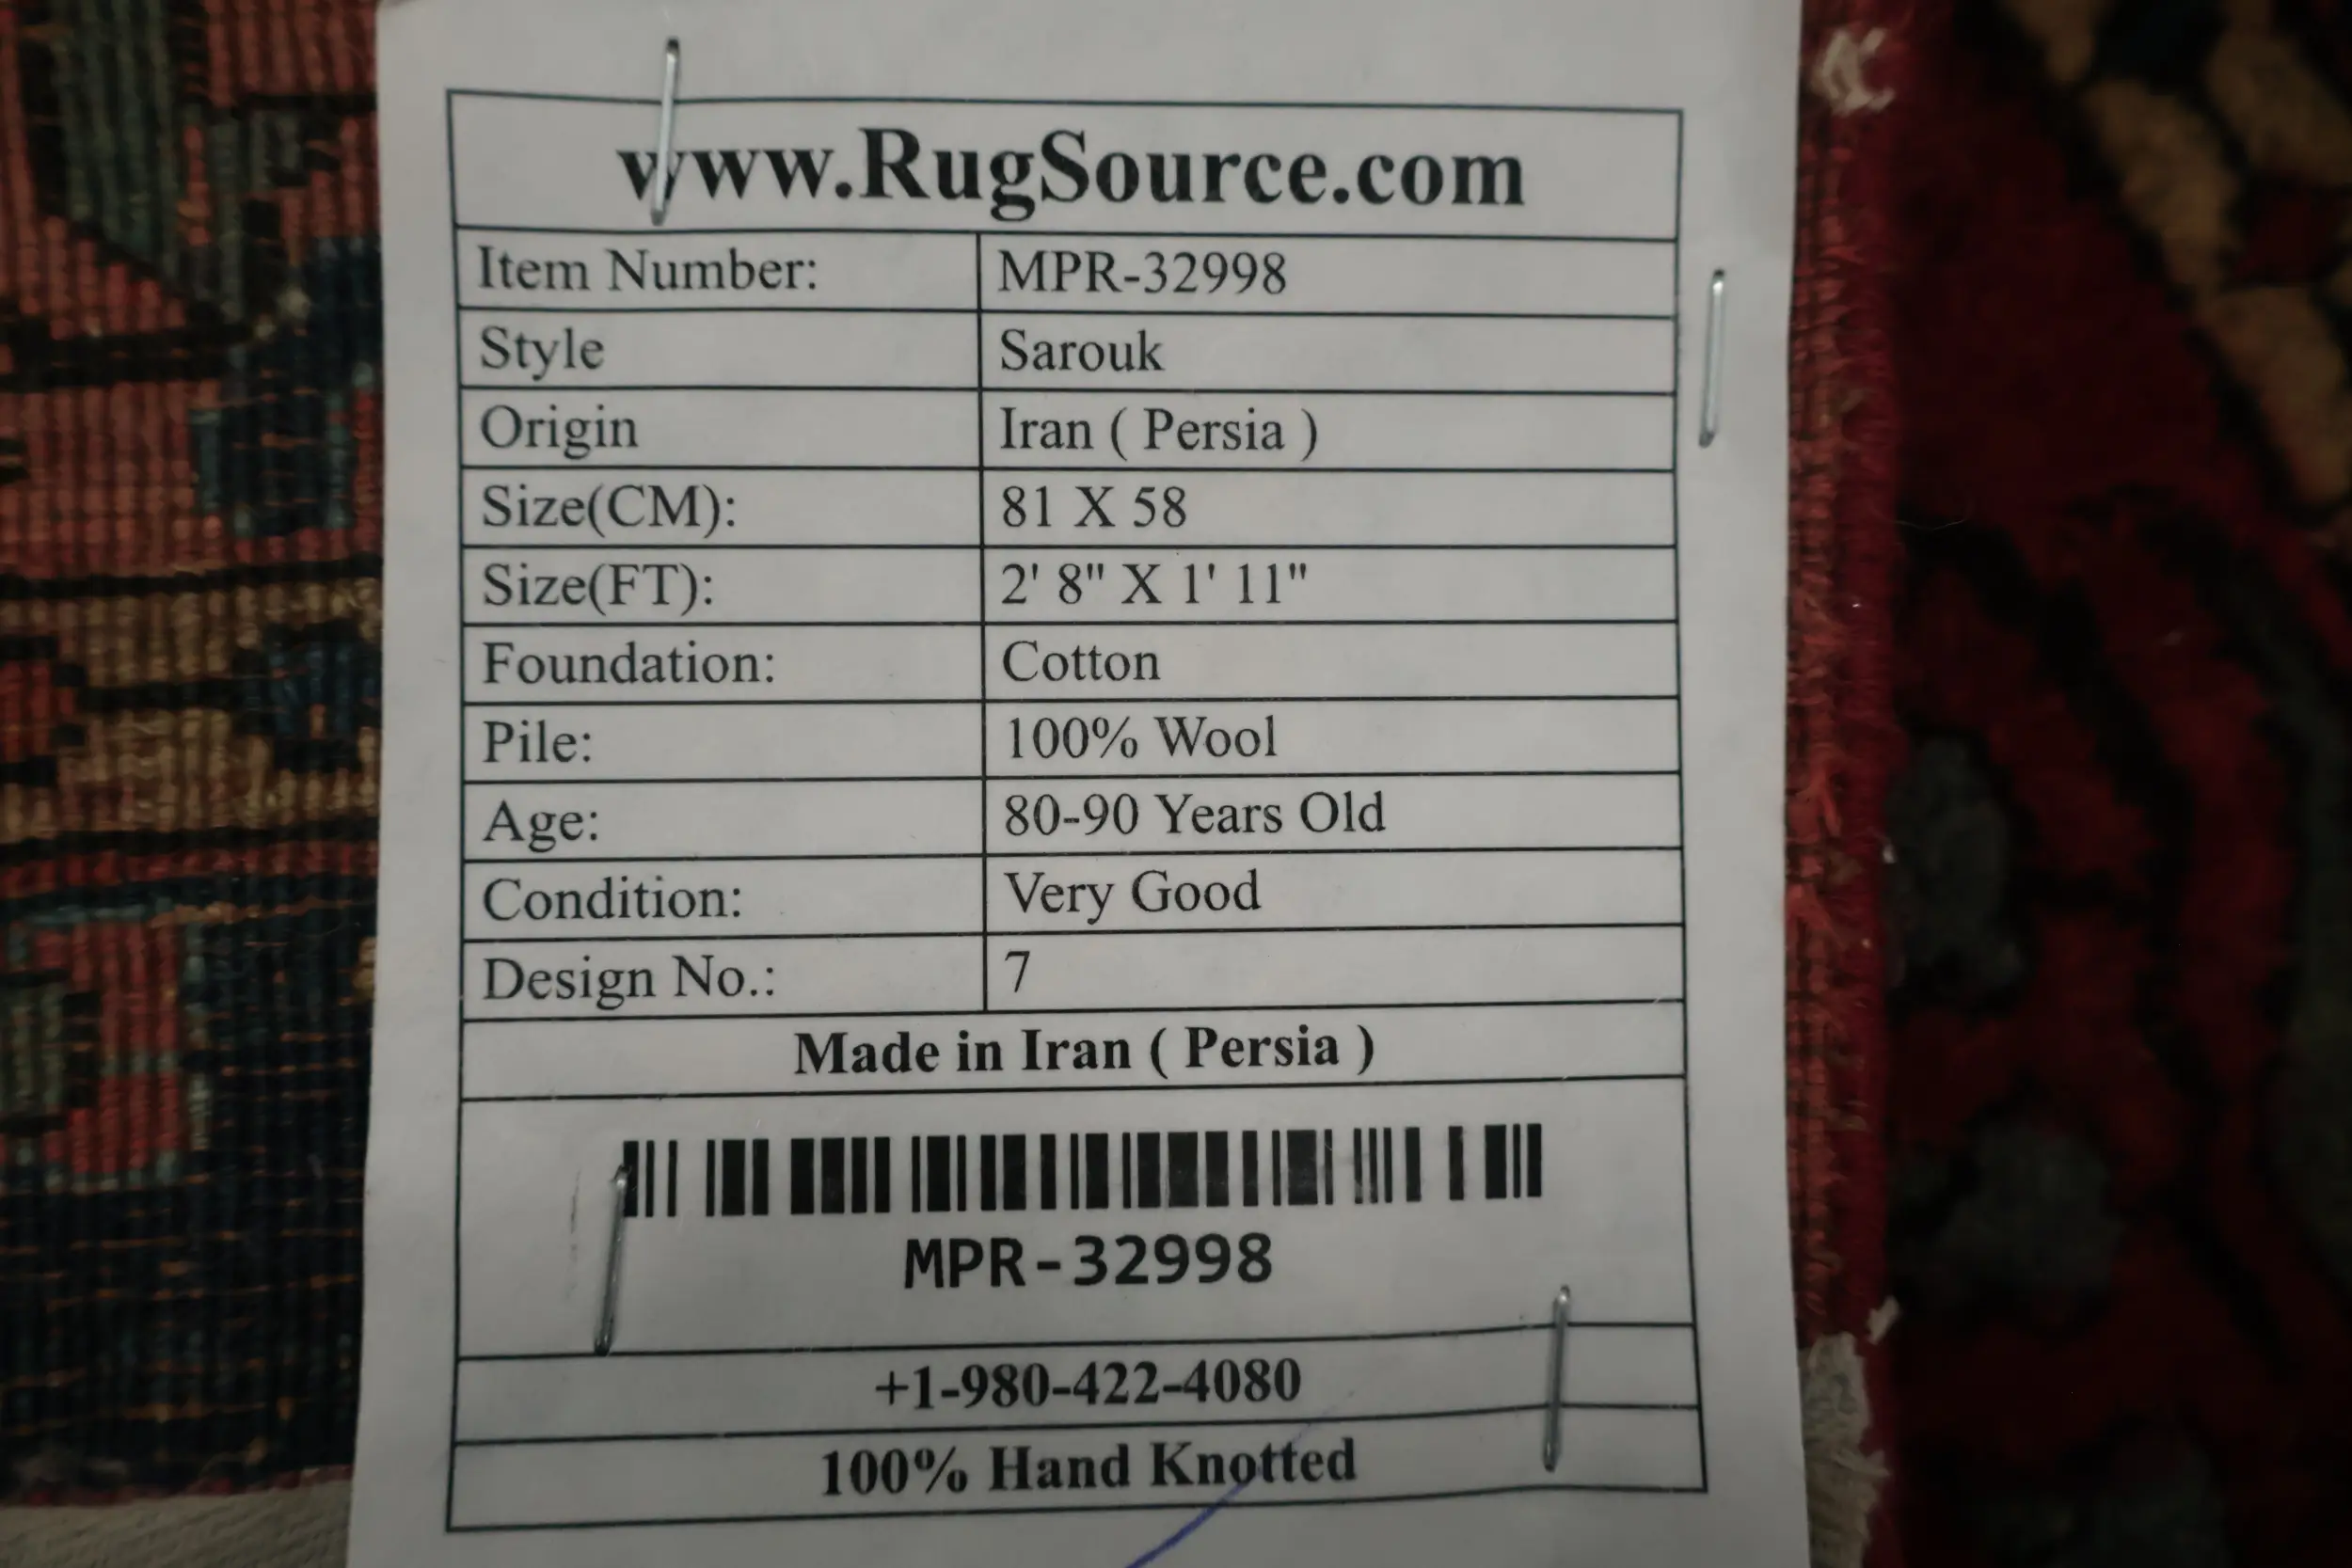 www.RugSource.com
Item Number: MPR-32998
Style Sarouk
Origin Iran ( Persia )
Size(CM): 81 X 58
Size(FT): 2' 8" X 1' 11"
Foundation: Cotton
Pile: 100% Wool
Age: 80-90 Years Old
Condition: Very Good
Design No.: 7
Made in Iran ( Persia )
MPR-32998
+1-980-422-4080
100% Hand Knotted